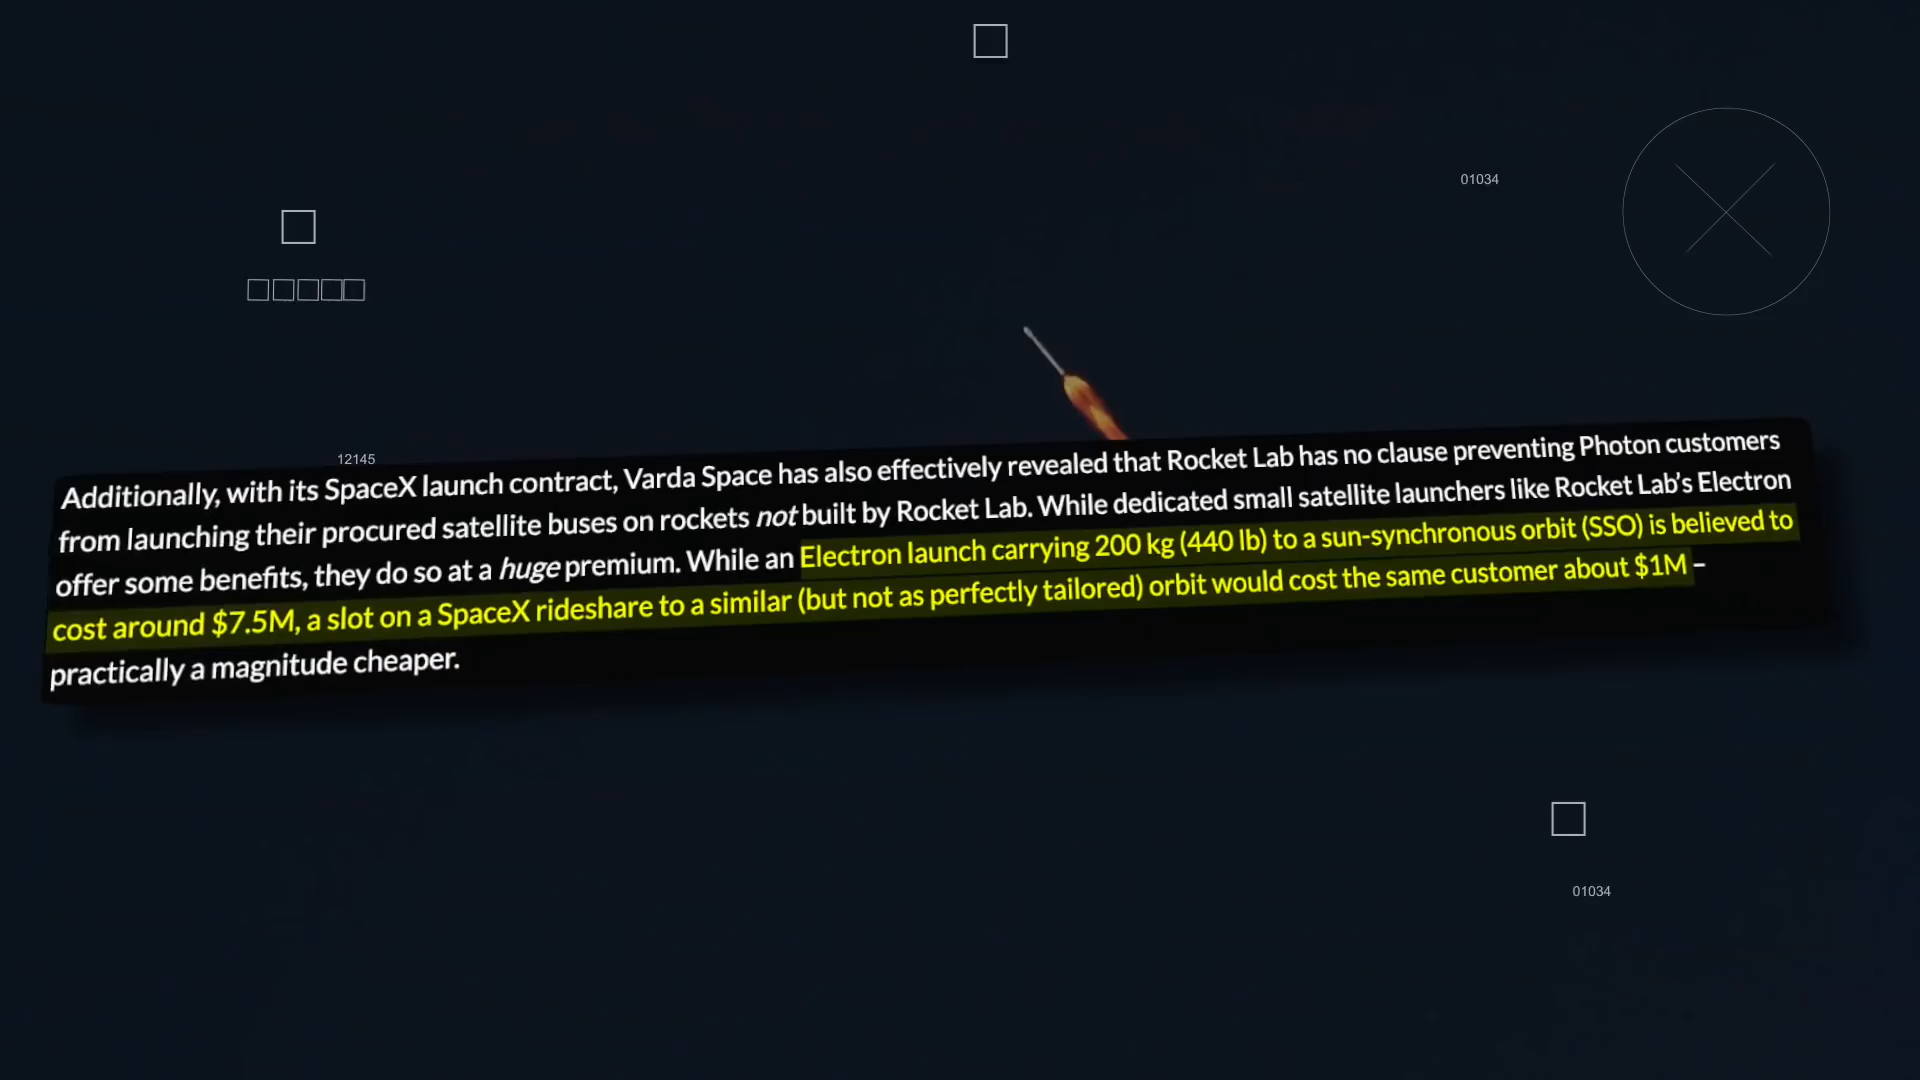 01034
12145
Additionally, with its SpaceX launch contract, Varda Space has also effectively revealed that Rocket Lab has no clause preventing Photon customers
from launching their procured satellite buses on rockets not built by Rocket Lab. While dedicated small satellite launchers like Rocket Lab's Electron
offer some benefits, they do so at a huge premium. While an Electron launch carrying 200 kg (440 lb) to a sun-synchronous orbit (SSO) is believed to
cost around $7.5M, a slot on a SpaceX rideshare to a similar (but not as perfectly tailored) orbit would cost the same customer about $1M –
practically a magnitude cheaper.
01034